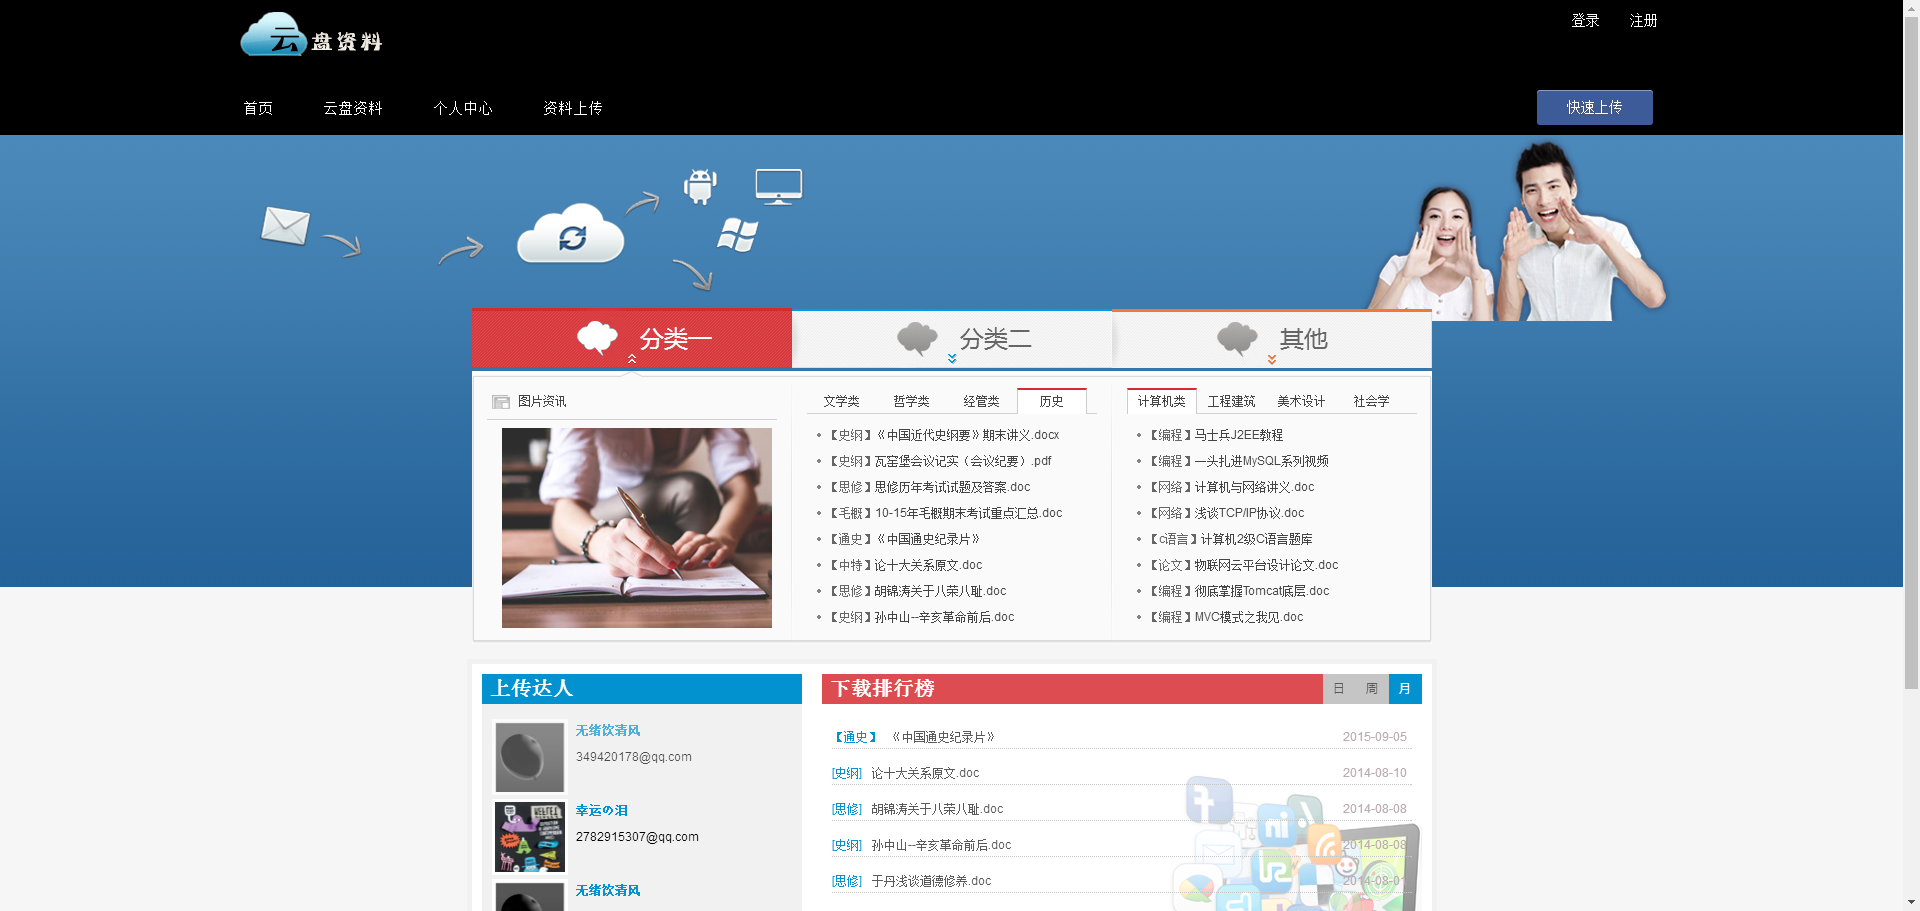 云盘资料
登录 注册
首页 云盘资料 个人中心 资料上传 快速上传
分类一 分类二 其他
图片资讯
文学类 哲学类 经管类 历史
【史纲】《中国近代史纲要》期末讲义.docx
【史纲】瓦窑堡会议记实（会议纪要）.pdf
【思修】思修历年考试试题及答案.doc
【毛概】10-15年毛概期末考试重点汇总.doc
【通史】《中国通史纪录片》
【中特】论十大关系原文.doc
【思修】胡锦涛关于八荣八耻.doc
【史纲】孙中山--辛亥革命前后.doc
计算机类 工程建筑 美术设计 社会学
【编程】马士兵J2EE教程
【编程】一头扎进MySQL系列视频
【网络】计算机与网络讲义.doc
【网络】浅谈TCP/IP协议.doc
【c语言】计算机2级C语言题库
【论文】物联网云平台设计论文.doc
【编程】彻底掌握Tomcat底层.doc
【编程】MVC模式之我见.doc
上传达人
无绪饮清风
349420178@qq.com
幸运の泪
2782915307@qq.com
无绪饮清风
下载排行榜 日 周 月
【通史】 《中国通史纪录片》 2015-09-05
[史纲] 论十大关系原文.doc 2014-08-10
[思修] 胡锦涛关于八荣八耻.doc 2014-08-08
[史纲] 孙中山--辛亥革命前后.doc 2014-08-08
[思修] 于丹浅谈道德修养.doc 2014-08-01